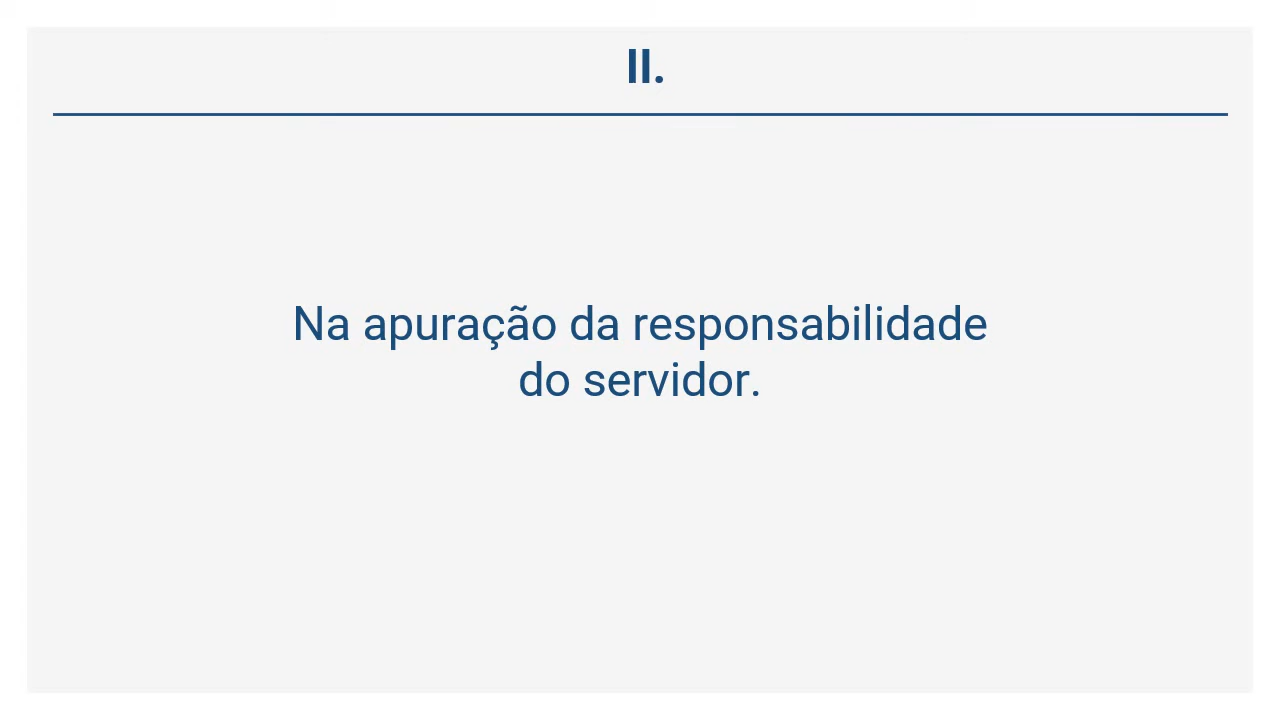 II.
Na apuração da responsabilidade
do servidor.